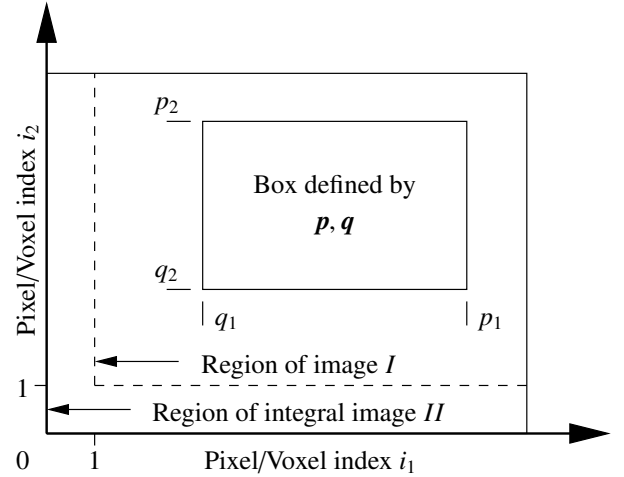 Pixel/Voxel index i₂
p₂
Box defined by
p, q
q₂
q₁
p₁
Region of image I
1
Region of integral image II
0
1
Pixel/Voxel index i₁